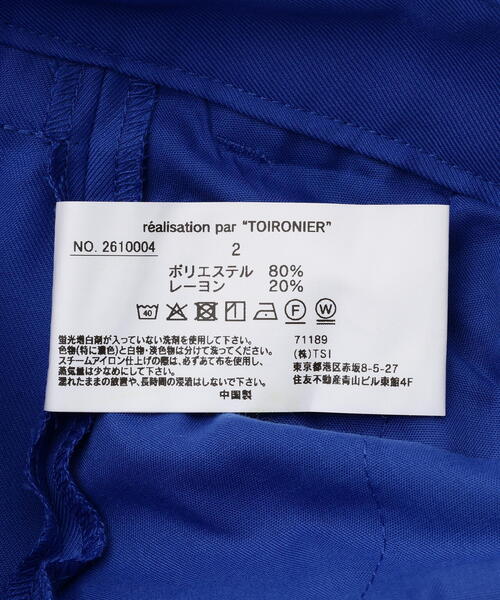 réalisation par "TOIRONIER"
NO. 2610004
2
ポリエステル 80%
レーヨン 20%
40 F W
蛍光増白剤が入っていない洗剤を使用して下さい。
色物(特に濃色)と白物・淡色物は分けて洗ってください。
スチームアイロン仕上げの際は、必ずあて布を使用し、
蒸気量は少なめにして下さい。
濡れたままの放置や、長時間の浸漬はしないで下さい。
71189
(株)TSI
東京都港区赤坂8-5-27
住友不動産青山ビル東館4F
中国製